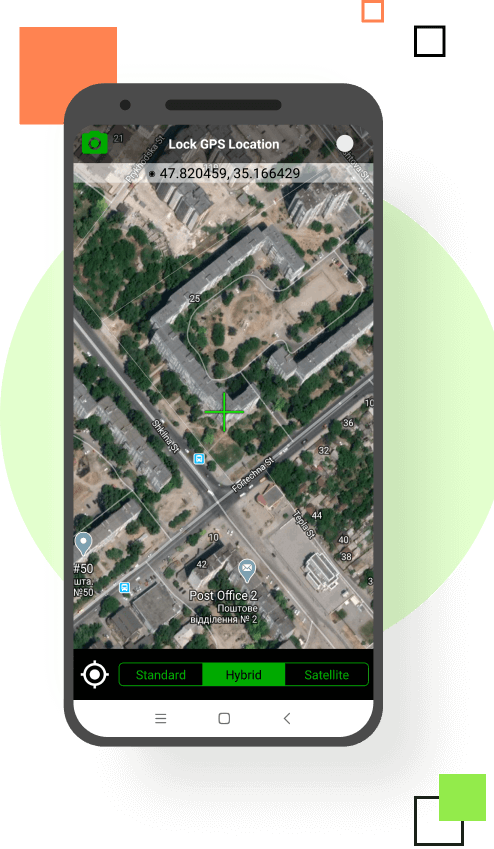 21
Lock GPS Location
47.820459, 35.166429
25
Shkilna St
10
36
32
Fortechna St
44
Tepla St
40
38
10
42
3
#50
шта,
№50
Post Office 2
Поштове
відділення № 2
Standard
Hybrid
Satellite